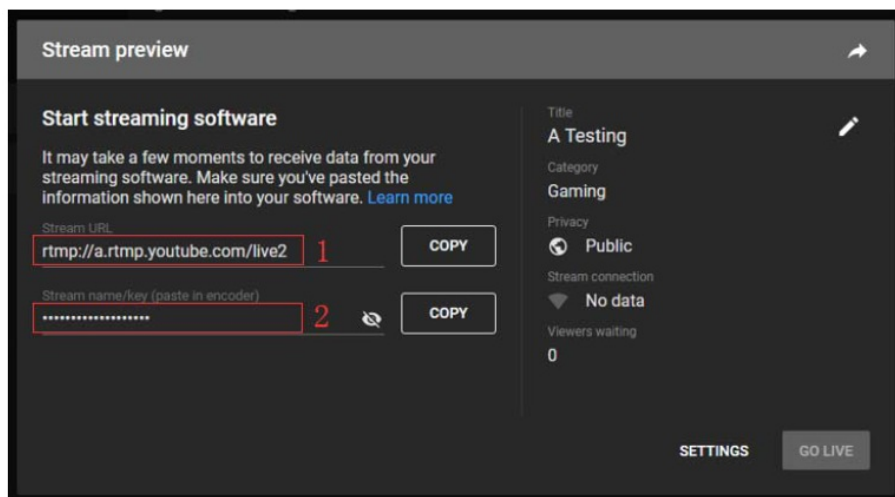 Stream preview
Start streaming software
It may take a few moments to receive data from your
streaming software. Make sure you've pasted the
information shown here into your software. Learn more
Stream URL
rtmp://a.rtmp.youtube.com/live2
1
COPY
Stream name/key (paste in encoder)
•••••••••••••••••••
2
COPY
Title
A Testing
Category
Gaming
Privacy
Public
Stream connection
No data
Viewers waiting
0
SETTINGS
GO LIVE